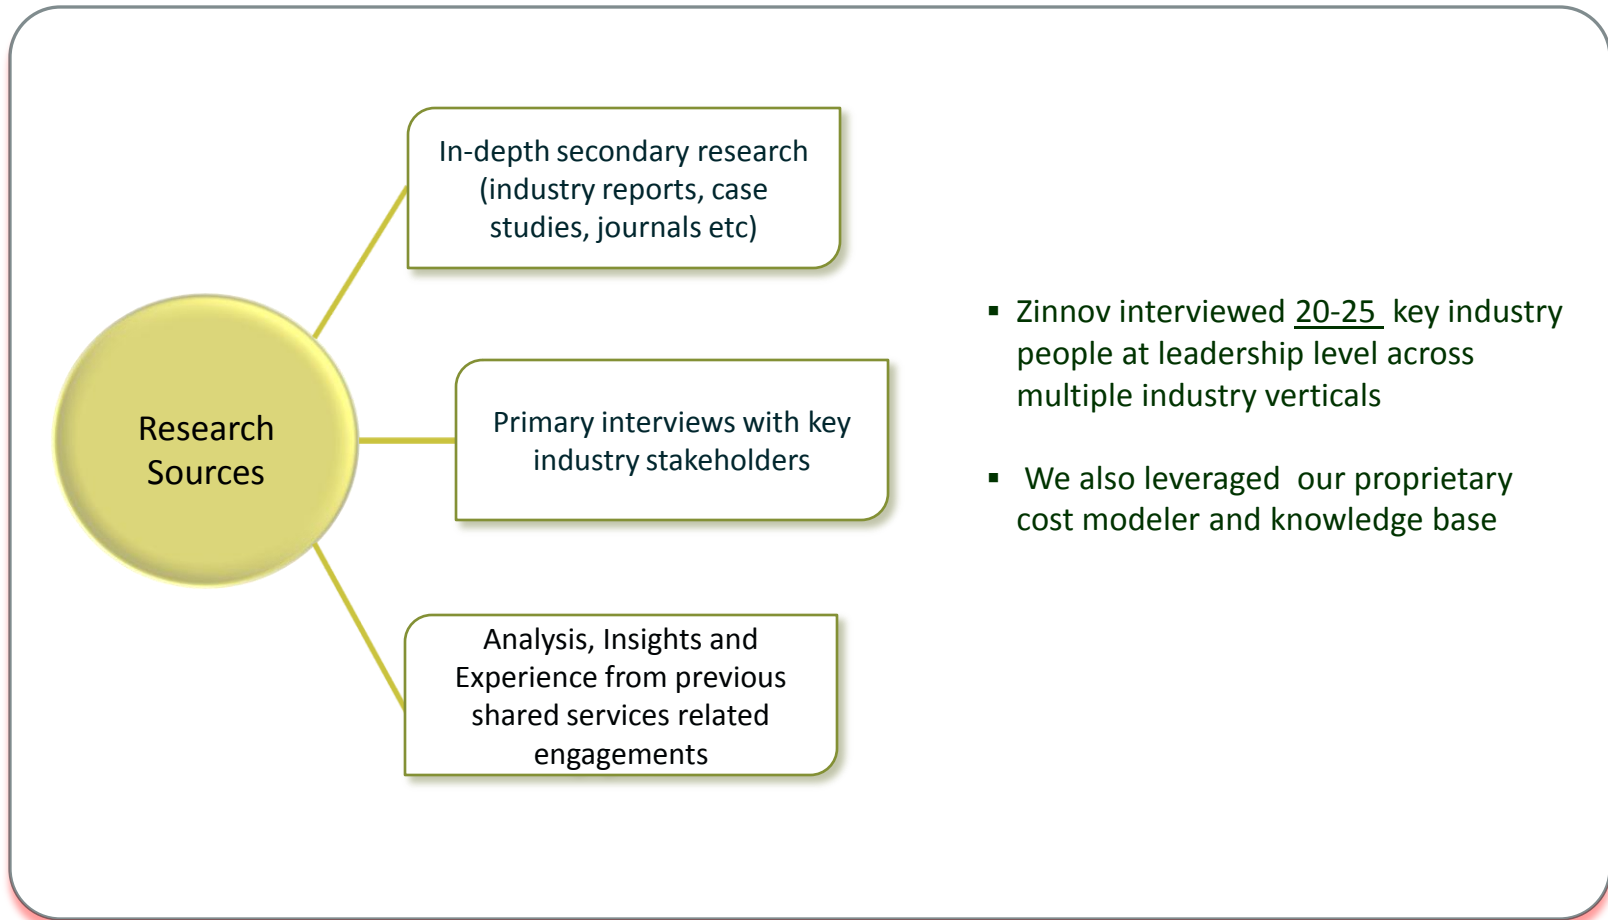 In-depth secondary research
(industry reports, case
studies, journals etc)
Research
Sources
Primary interviews with key
industry stakeholders
Analysis, Insights and
Experience from previous
shared services related
engagements
▪ Zinnov interviewed 20-25 key industry
people at leadership level across
multiple industry verticals
▪ We also leveraged our proprietary
cost modeler and knowledge base